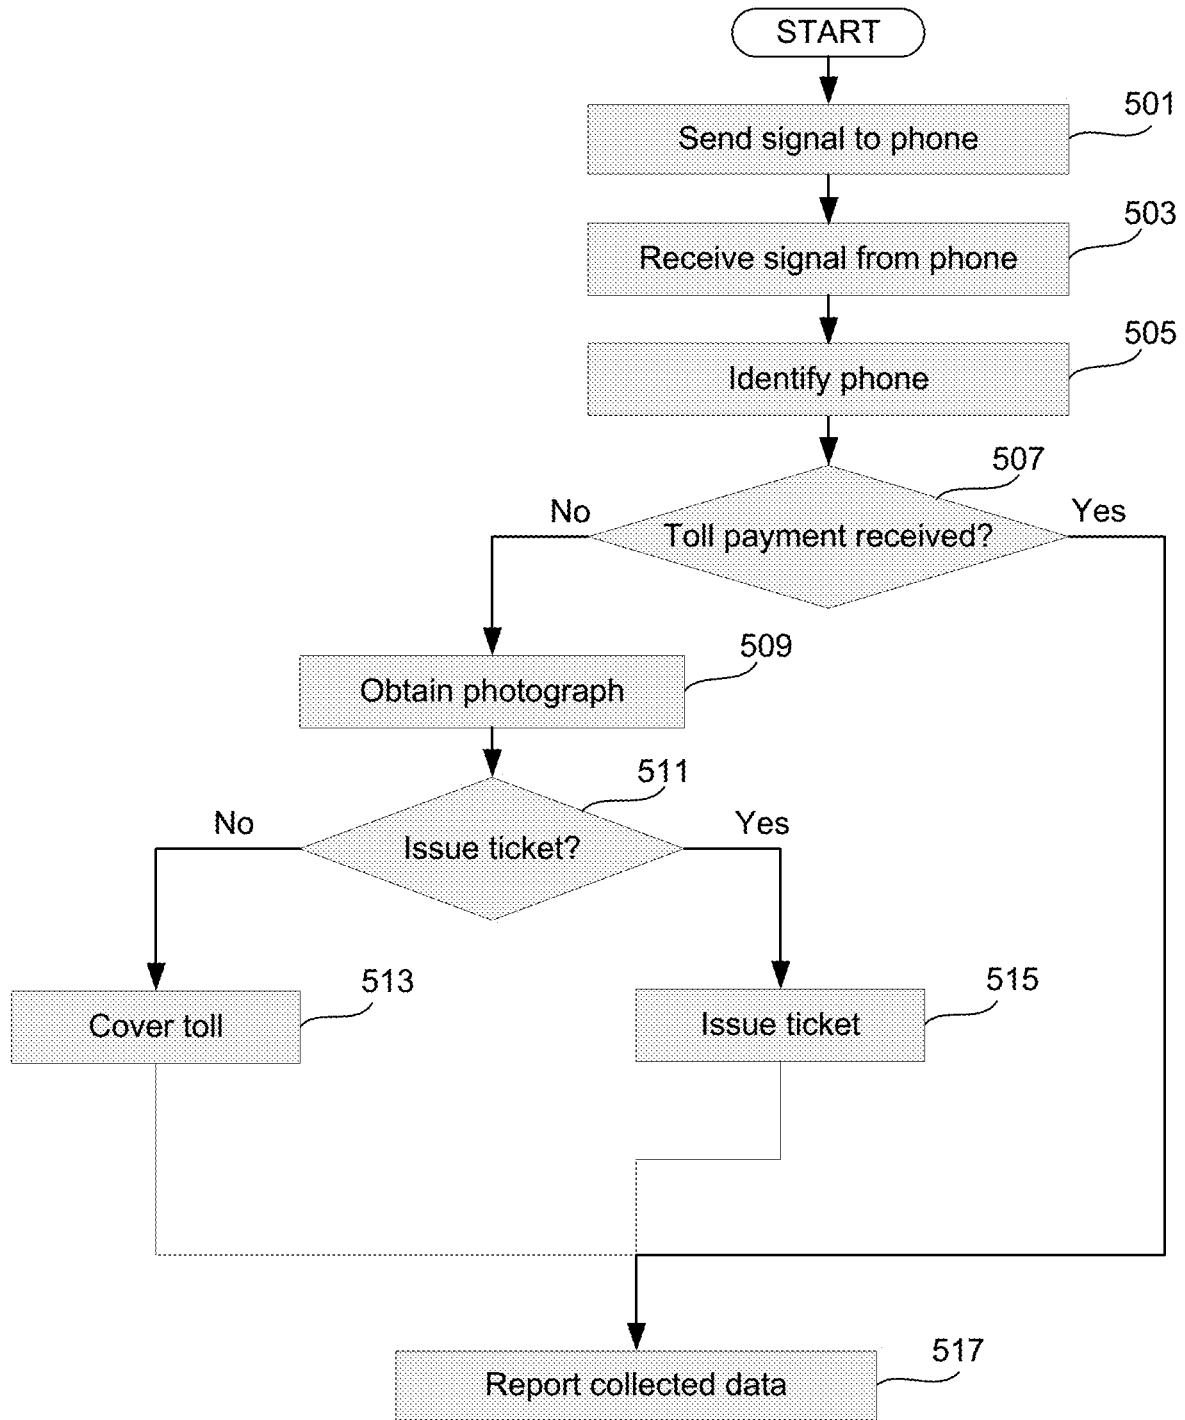 START
501
Send signal to phone
503
Receive signal from phone
505
Identify phone
507
No
Yes
Toll payment received?
509
Obtain photograph
511
No
Yes
Issue ticket?
513
515
Cover toll
Issue ticket
517
Report collected data